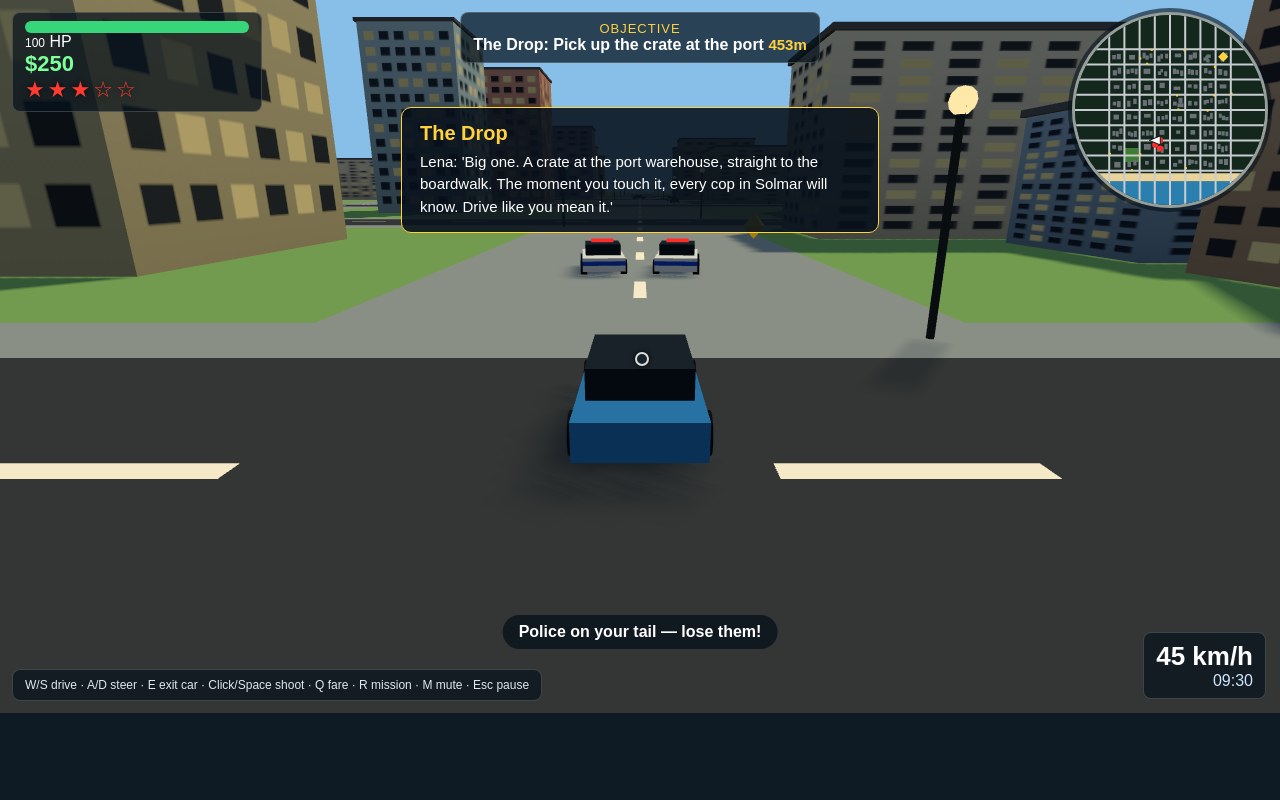 100 HP
$250
★★★☆☆
OBJECTIVE
The Drop: Pick up the crate at the port 453m
The Drop
Lena: 'Big one. A crate at the port warehouse, straight to the
boardwalk. The moment you touch it, every cop in Solmar will
know. Drive like you mean it.'
Police on your tail — lose them!
W/S drive · A/D steer · E exit car · Click/Space shoot · Q fare · R mission · M mute · Esc pause
45 km/h
09:30